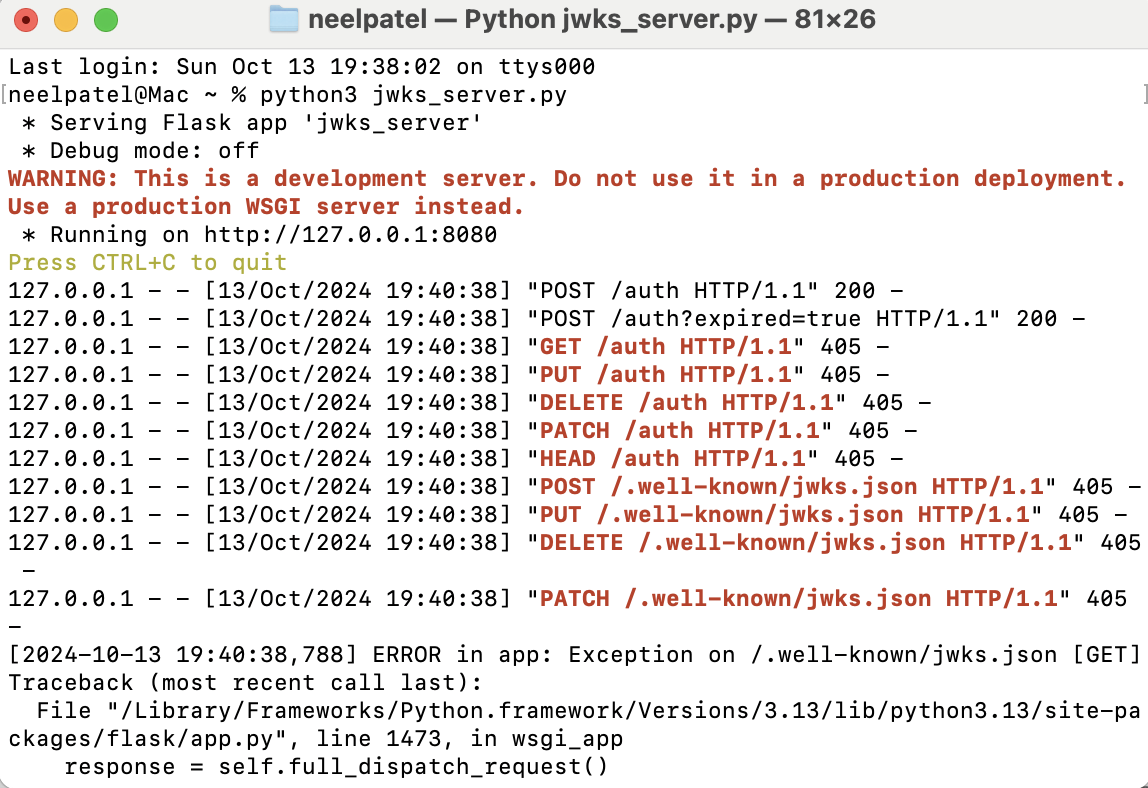 neelpatel — Python jwks_server.py — 81×26
Last login: Sun Oct 13 19:38:02 on ttys000
[neelpatel@Mac ~ % python3 jwks_server.py ]
 * Serving Flask app 'jwks_server'
 * Debug mode: off
WARNING: This is a development server. Do not use it in a production deployment.
Use a production WSGI server instead.
 * Running on http://127.0.0.1:8080
Press CTRL+C to quit
127.0.0.1 - - [13/Oct/2024 19:40:38] "POST /auth HTTP/1.1" 200 -
127.0.0.1 - - [13/Oct/2024 19:40:38] "POST /auth?expired=true HTTP/1.1" 200 -
127.0.0.1 - - [13/Oct/2024 19:40:38] "GET /auth HTTP/1.1" 405 -
127.0.0.1 - - [13/Oct/2024 19:40:38] "PUT /auth HTTP/1.1" 405 -
127.0.0.1 - - [13/Oct/2024 19:40:38] "DELETE /auth HTTP/1.1" 405 -
127.0.0.1 - - [13/Oct/2024 19:40:38] "PATCH /auth HTTP/1.1" 405 -
127.0.0.1 - - [13/Oct/2024 19:40:38] "HEAD /auth HTTP/1.1" 405 -
127.0.0.1 - - [13/Oct/2024 19:40:38] "POST /.well-known/jwks.json HTTP/1.1" 405 -
127.0.0.1 - - [13/Oct/2024 19:40:38] "PUT /.well-known/jwks.json HTTP/1.1" 405 -
127.0.0.1 - - [13/Oct/2024 19:40:38] "DELETE /.well-known/jwks.json HTTP/1.1" 405
 -
127.0.0.1 - - [13/Oct/2024 19:40:38] "PATCH /.well-known/jwks.json HTTP/1.1" 405
-
[2024-10-13 19:40:38,788] ERROR in app: Exception on /.well-known/jwks.json [GET]
Traceback (most recent call last):
  File "/Library/Frameworks/Python.framework/Versions/3.13/lib/python3.13/site-pa
ckages/flask/app.py", line 1473, in wsgi_app
    response = self.full_dispatch_request()